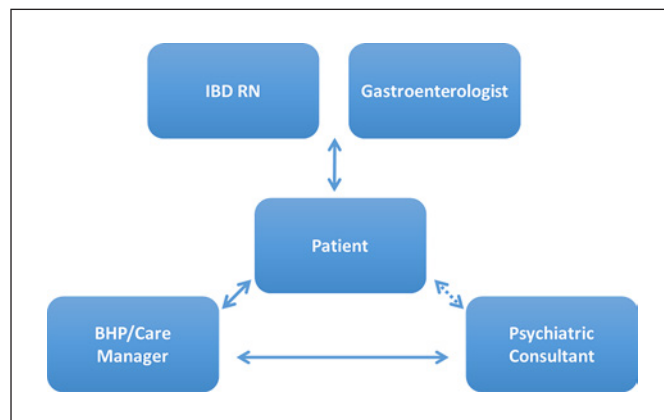 IBD RN
Gastroenterologist
Patient
BHP/Care
Manager
Psychiatric
Consultant